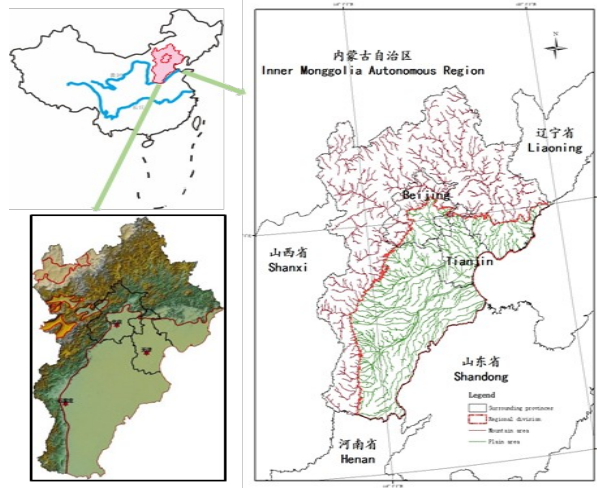 内蒙古自治区
Inner Monggolia Autonomous Region
辽宁省
Liaoning
Beijing
山西省
Shanxi
Tianjin
山东省
Shandong
Legend
Surrounding provinces
Regional division
Mountain area
Plain area
河南省
Henan